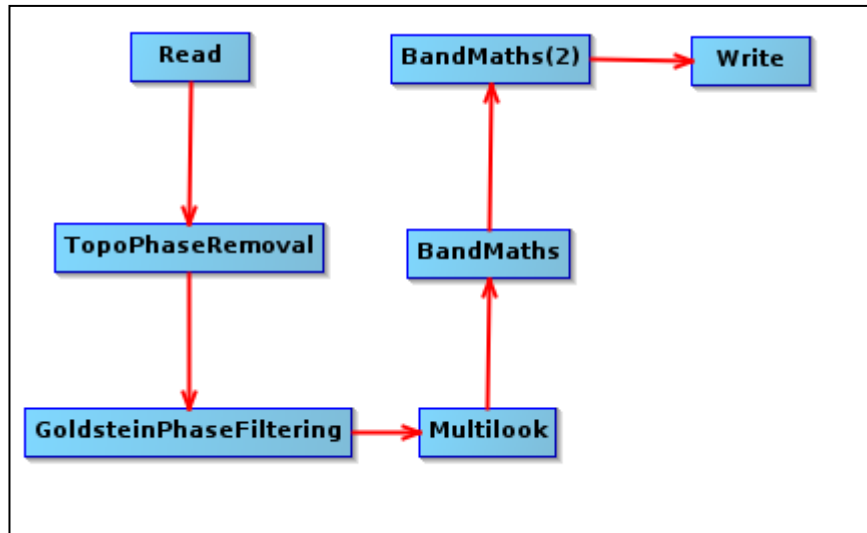 Read
BandMaths(2)
Write
TopoPhaseRemoval
BandMaths
GoldsteinPhaseFiltering
Multilook